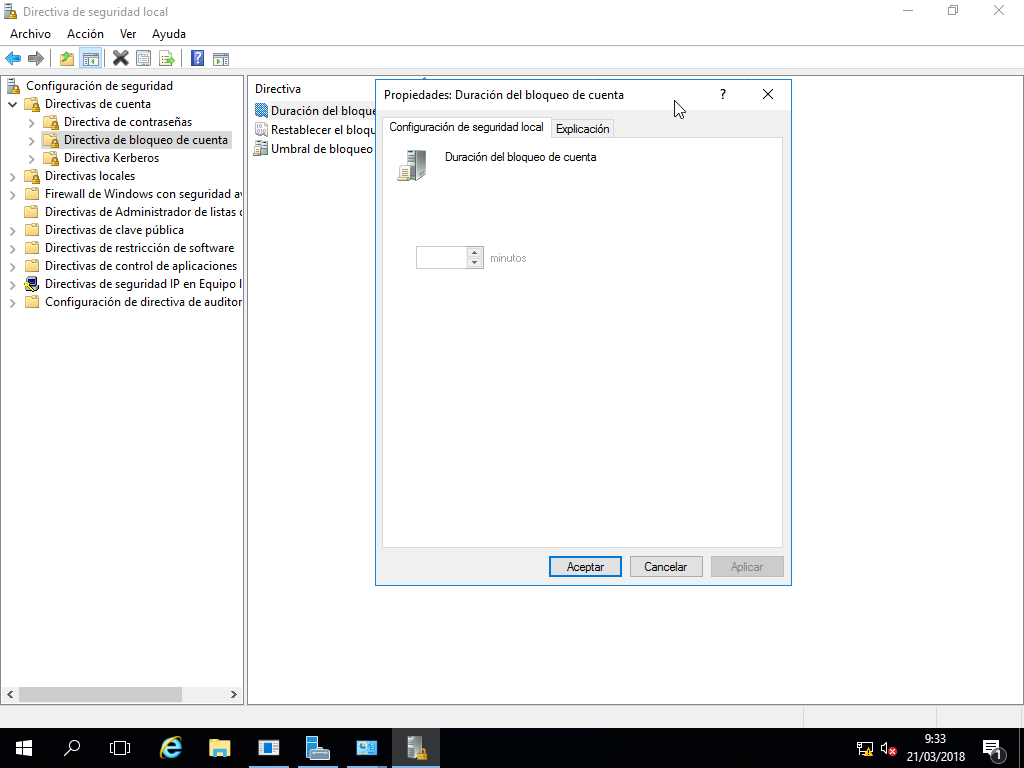 Directiva de seguridad local
Archivo Acción Ver Ayuda
Configuración de seguridad
Directivas de cuenta
Directiva de contraseñas
Directiva de bloqueo de cuenta
Directiva Kerberos
Directivas locales
Firewall de Windows con seguridad av
Directivas de Administrador de listas c
Directivas de clave pública
Directivas de restricción de software
Directivas de control de aplicaciones
Directivas de seguridad IP en Equipo l
Configuración de directiva de auditor
Directiva
Duración del bloque
Restablecer el bloqu
Umbral de bloqueo
Propiedades: Duración del bloqueo de cuenta
Configuración de seguridad local Explicación
Duración del bloqueo de cuenta
minutos
Aceptar Cancelar Aplicar
9:33
21/03/2018
1